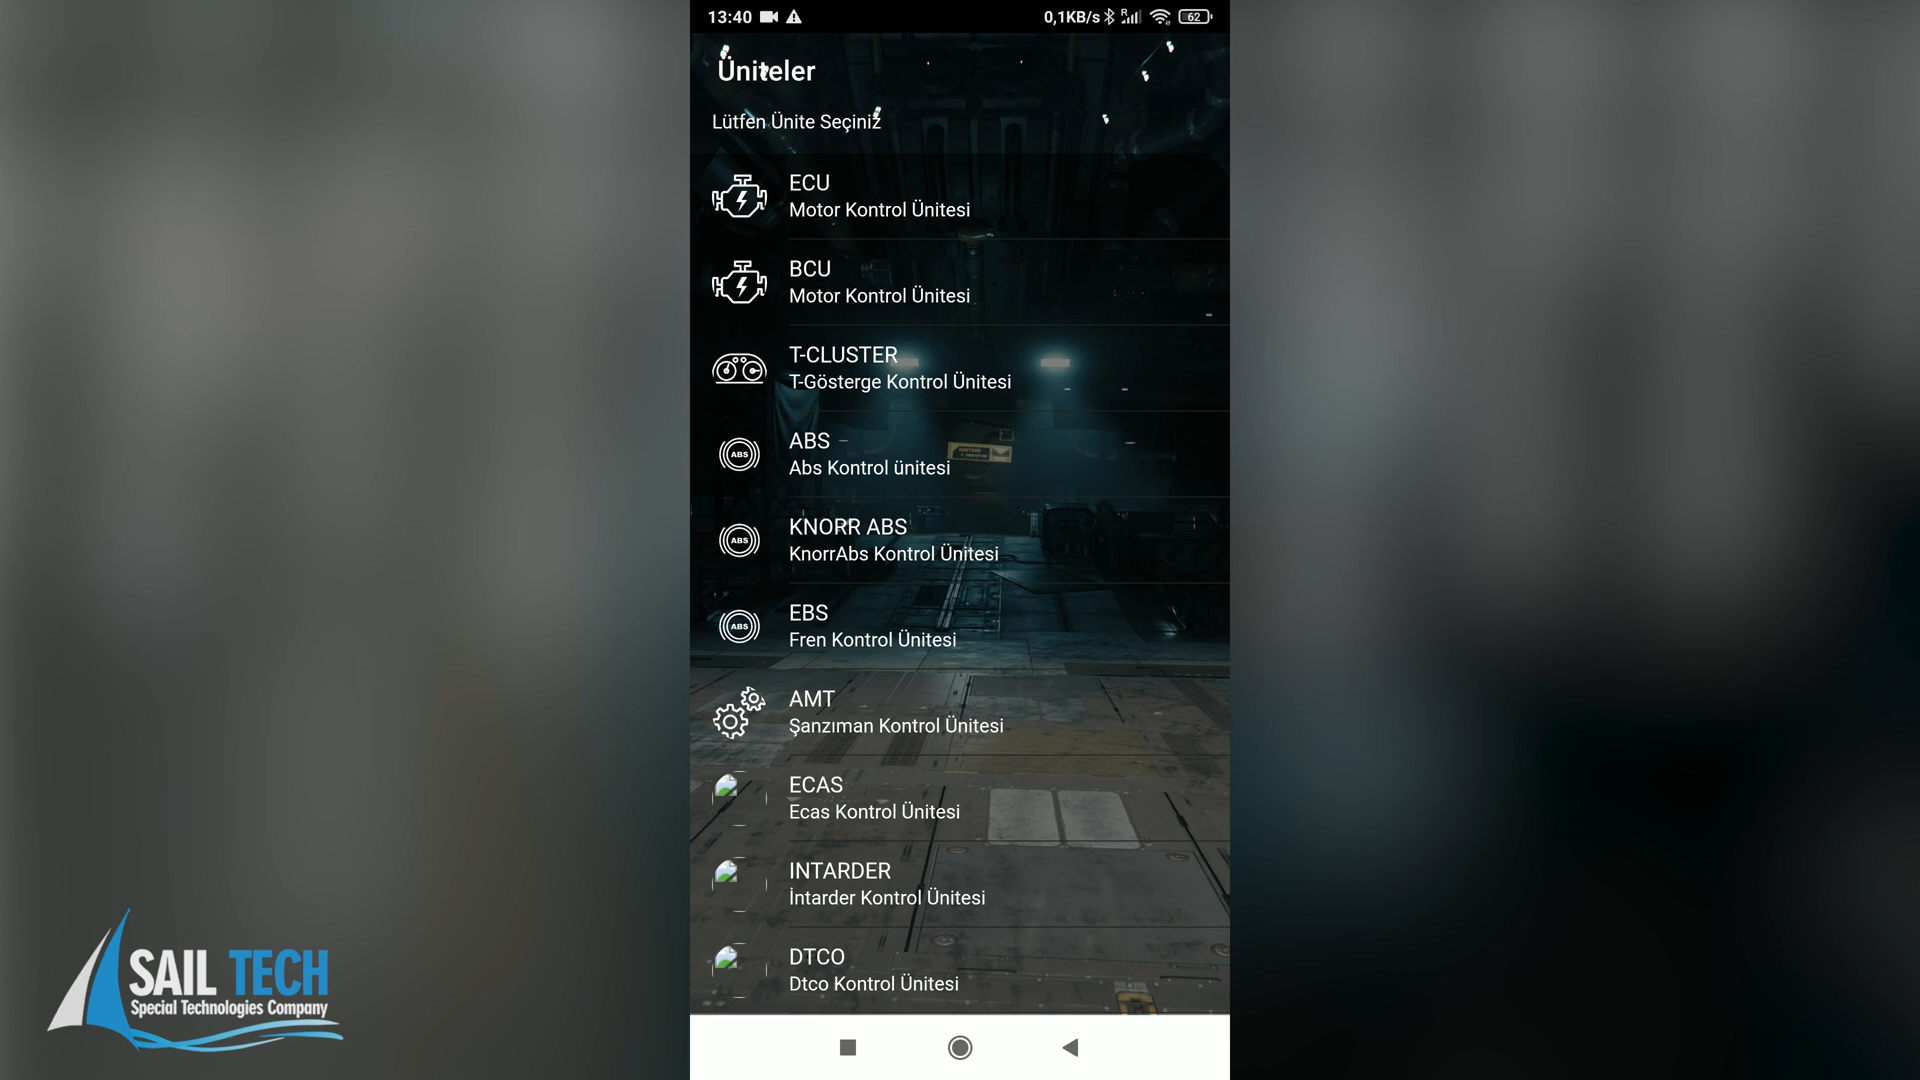 13:40
0,1KB/s
R
62
Üniteler
Lütfen Ünite Seçiniz
ECU
Motor Kontrol Ünitesi
BCU
Motor Kontrol Ünitesi
T-CLUSTER
T-Gösterge Kontrol Ünitesi
ABS
ABS
Abs Kontrol ünitesi
ABS
KNORR ABS
KnorrAbs Kontrol Ünitesi
ABS
EBS
Fren Kontrol Ünitesi
AMT
Şanzıman Kontrol Ünitesi
ECAS
Ecas Kontrol Ünitesi
INTARDER
İntarder Kontrol Ünitesi
DTCO
Dtco Kontrol Ünitesi
SAIL TECH
Special Technologies Company